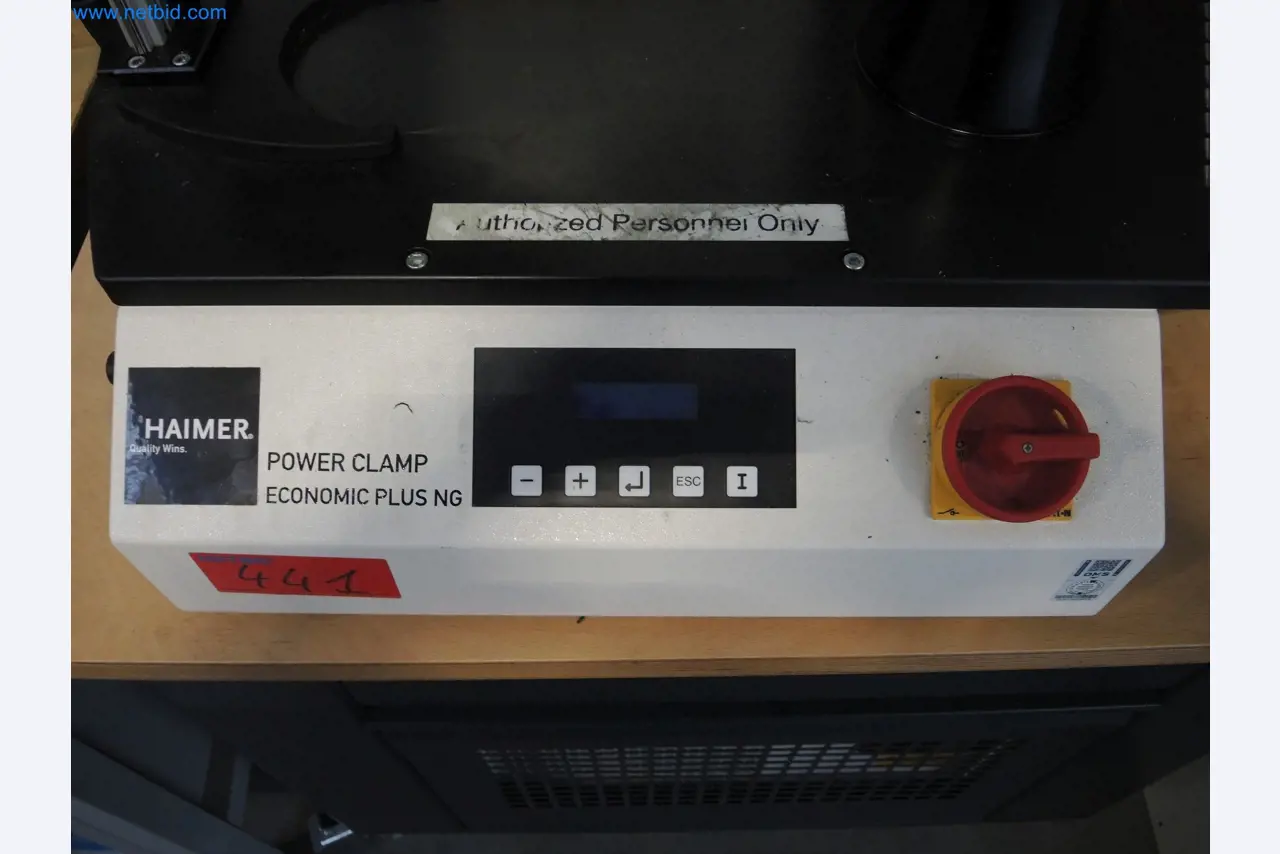 www.netbid.com
Authorized Personnel Only
HAIMER®
Quality Wins.
POWER CLAMP
ECONOMIC PLUS NG
− + ESC I
441